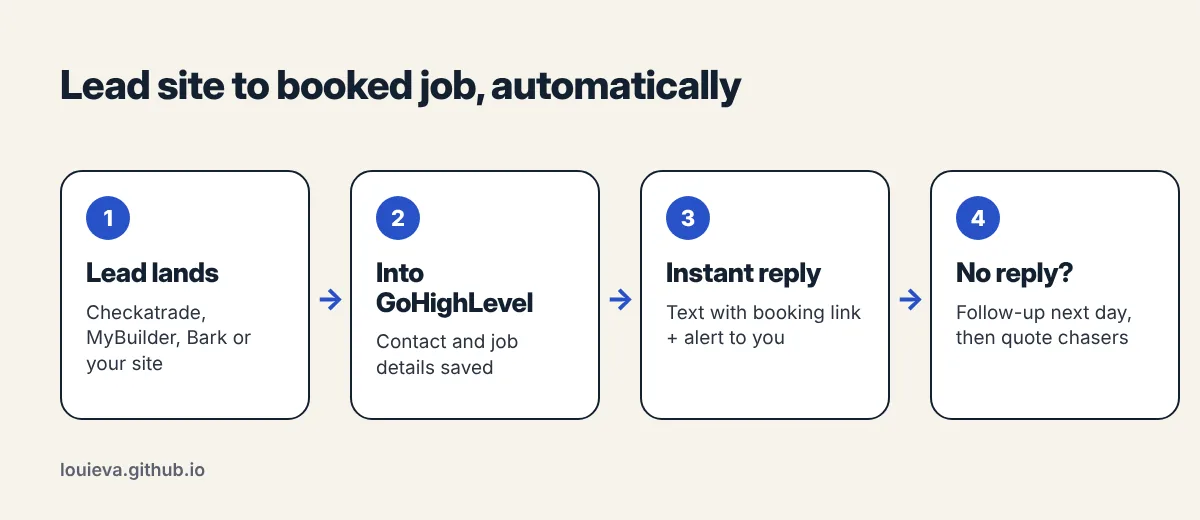 Lead site to booked job, automatically
1
Lead lands
Checkatrade,
MyBuilder, Bark or
your site
→
2
Into
GoHighLevel
Contact and job
details saved
→
3
Instant reply
Text with booking link
+ alert to you
→
4
No reply?
Follow-up next day,
then quote chasers
louieva.github.io